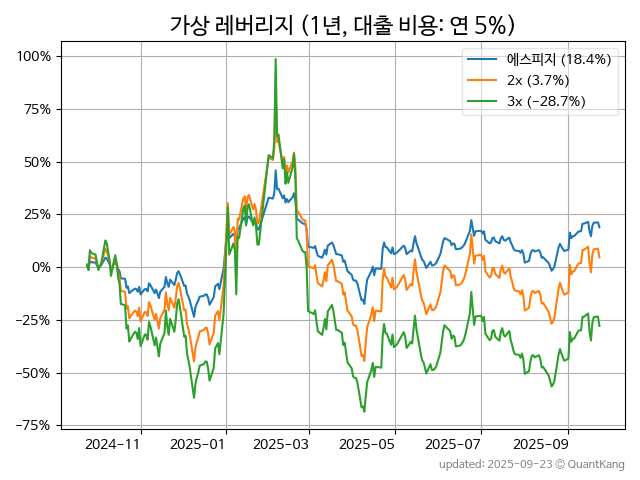 가상 레버리지 (1년, 대출 비용: 연 5%)
에스피지 (18.4%)
2x (3.7%)
3x (−28.7%)
100%
75%
50%
25%
0%
−25%
−50%
−75%
2024-11
2025-01
2025-03
2025-05
2025-07
2025-09
updated: 2025-09-23 ⓒ QuantKang